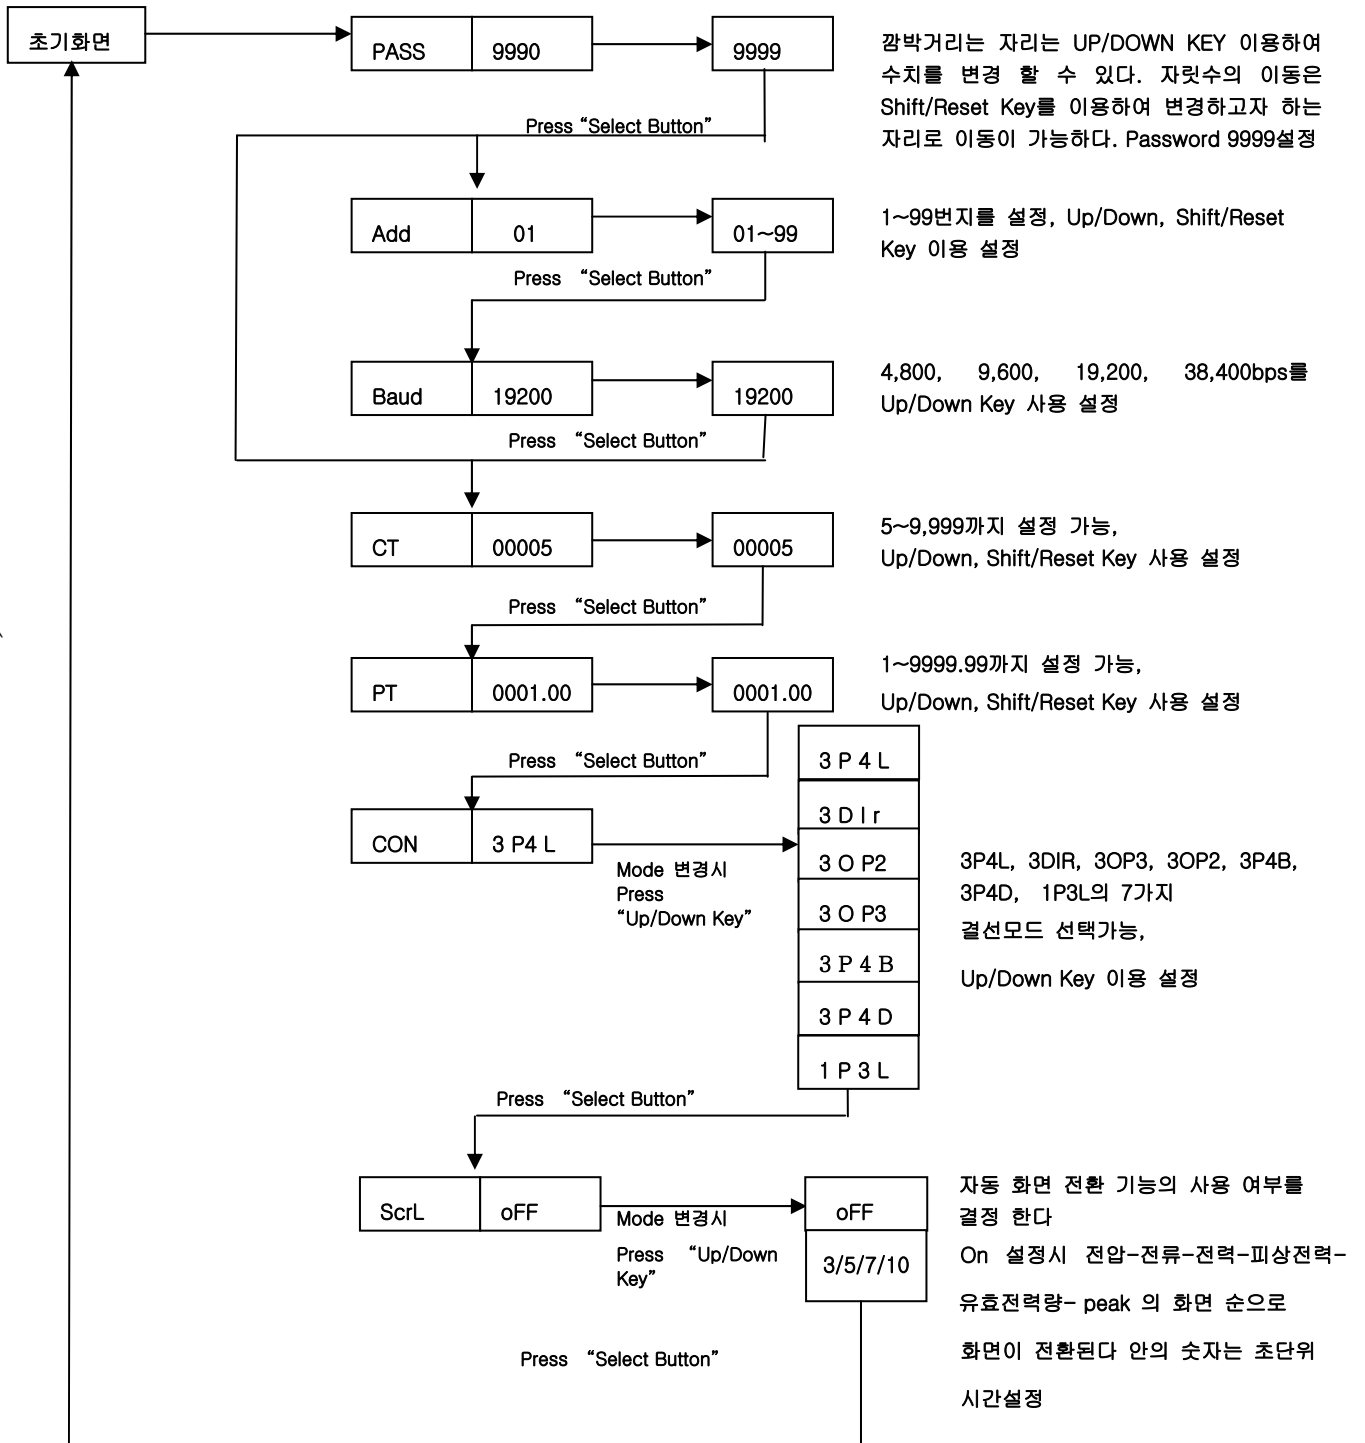 초기화면
PASS 9990
9999
깜박거리는 자리는 UP/DOWN KEY 이용하여
수치를 변경 할 수 있다. 자릿수의 이동은
Shift/Reset Key를 이용하여 변경하고자 하는
자리로 이동이 가능하다. Password 9999설정
Press “Select Button”
Add 01
01~99
1~99번지를 설정, Up/Down, Shift/Reset
Key 이용 설정
Press “Select Button”
Baud 19200
19200
4,800, 9,600, 19,200, 38,400bps를
Up/Down Key 사용 설정
Press “Select Button”
CT 00005
00005
5~9,999까지 설정 가능,
Up/Down, Shift/Reset Key 사용 설정
Press “Select Button”
PT 0001.00
0001.00
1~9999.99까지 설정 가능,
Up/Down, Shift/Reset Key 사용 설정
Press “Select Button”
CON 3 P4 L
Mode 변경시
Press
“Up/Down Key”
3 P 4 L
3 D I r
3 O P2
3 O P3
3 P 4 B
3 P 4 D
1 P 3 L
3P4L, 3DIR, 3OP3, 3OP2, 3P4B,
3P4D, 1P3L의 7가지
결선모드 선택가능,
Up/Down Key 이용 설정
Press “Select Button”
ScrL oFF
Mode 변경시
Press “Up/Down
Key”
oFF
3/5/7/10
자동 화면 전환 기능의 사용 여부를
결정 한다
On 설정시 전압-전류-전력-피상전력-
유효전력량- peak 의 화면 순으로
화면이 전환된다 안의 숫자는 초단위
시간설정
Press “Select Button”